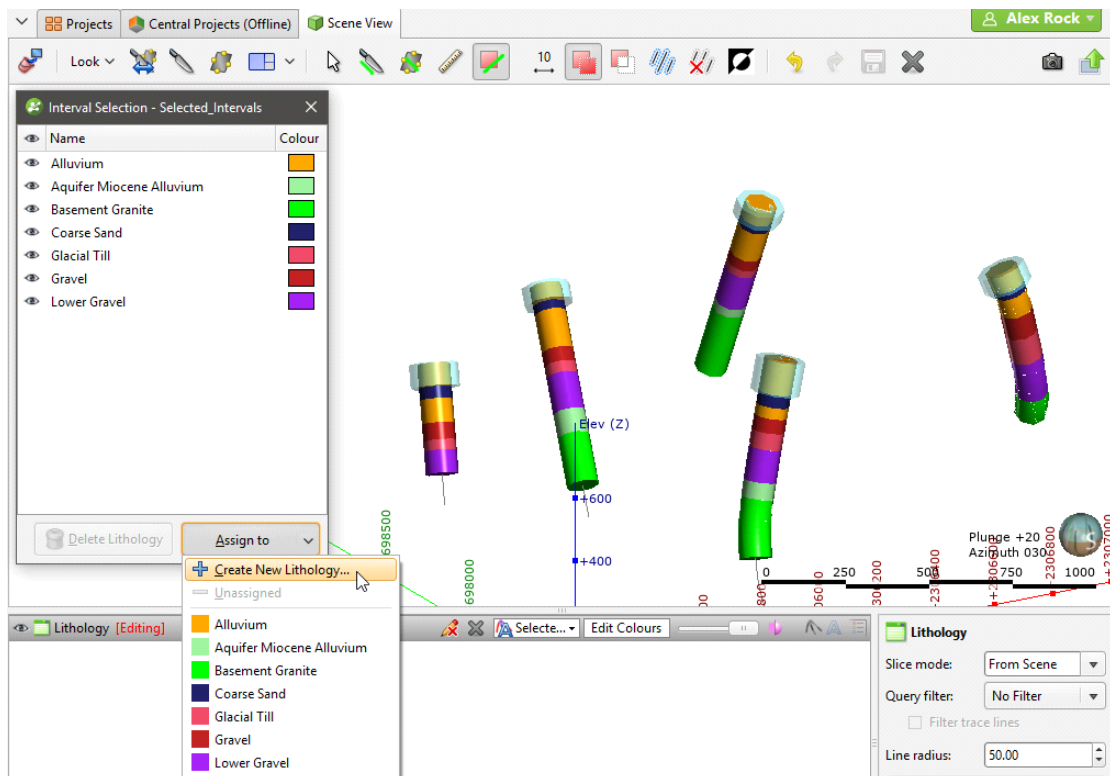 Projects
Central Projects (Offline)
Scene View
Alex Rock
Look
10
Interval Selection - Selected_Intervals
Name Colour
Alluvium
Aquifer Miocene Alluvium
Basement Granite
Coarse Sand
Glacial Till
Gravel
Lower Gravel
Delete Lithology
Assign to
Create New Lithology...
Unassigned
Alluvium
Aquifer Miocene Alluvium
Basement Granite
Coarse Sand
Glacial Till
Gravel
Lower Gravel
Elev (Z)
+600
+400
698500
698000
Plunge +20
Azimuth 030
0 250 500 750 1000
+2307000
Lithology [Editing]
Selecte...
Edit Colours
Lithology
Slice mode: From Scene
Query filter: No Filter
Filter trace lines
Line radius: 50.00